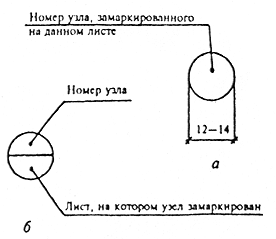 Номер узла, замаркированного
на данном листе
12—14
а
Номер узла
Лист, на котором узел замаркирован
б